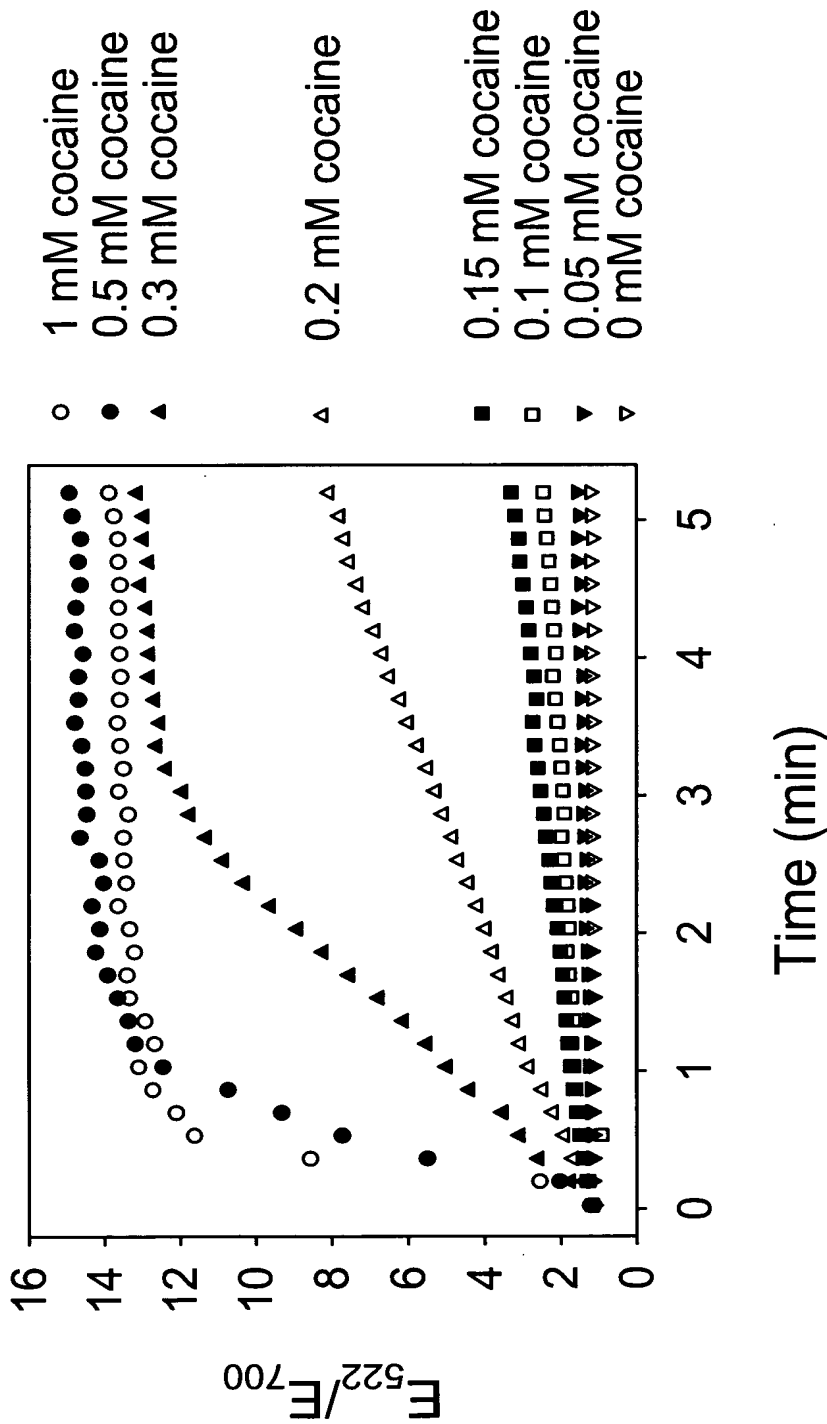 1 mM cocaine
0.5 mM cocaine
0.3 mM cocaine
0.2 mM cocaine
0.15 mM cocaine
0.1 mM cocaine
0.05 mM cocaine
0 mM cocaine
16
14
12
10
8
6
4
2
0
E522/E700
0 1 2 3 4 5
Time (min)